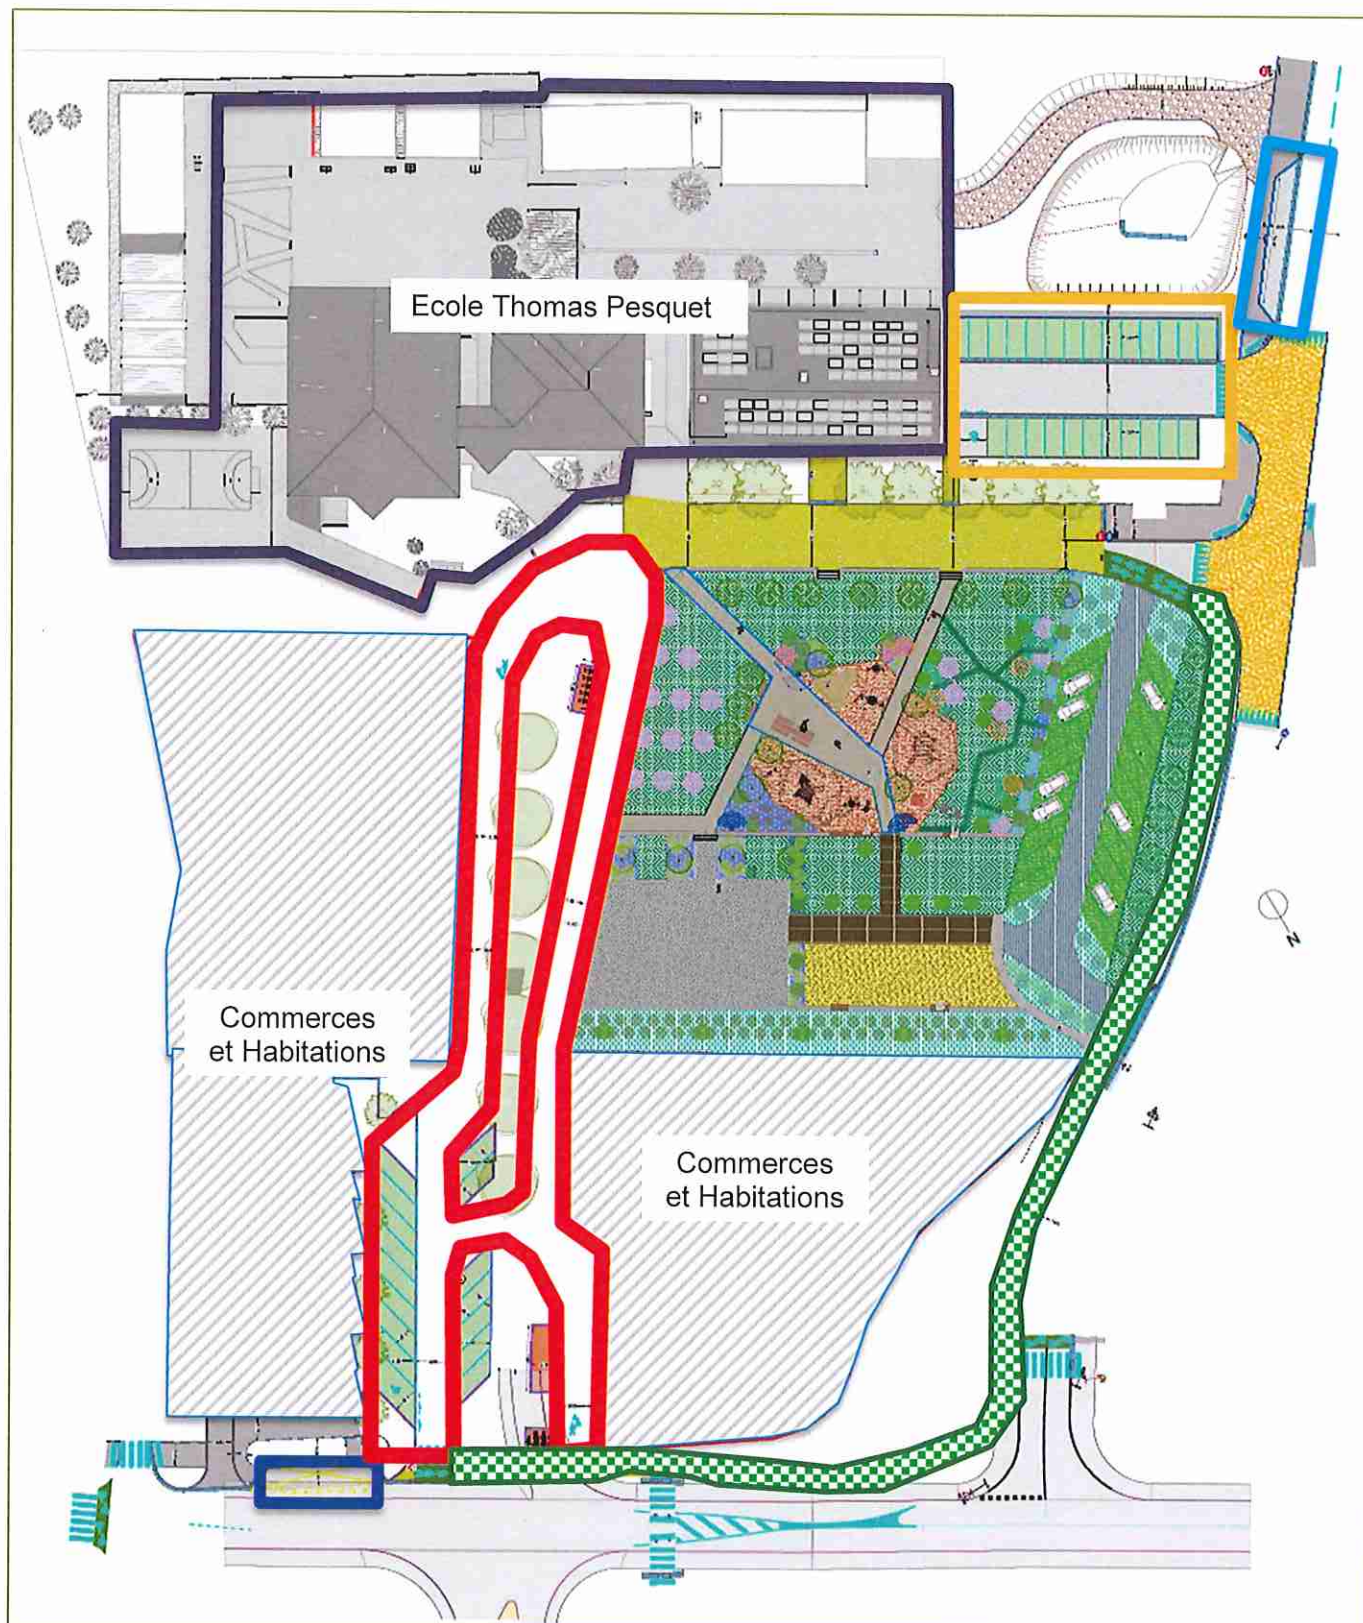 Ecole Thomas Pesquet
Commerces
et Habitations
Commerces
et Habitations
N